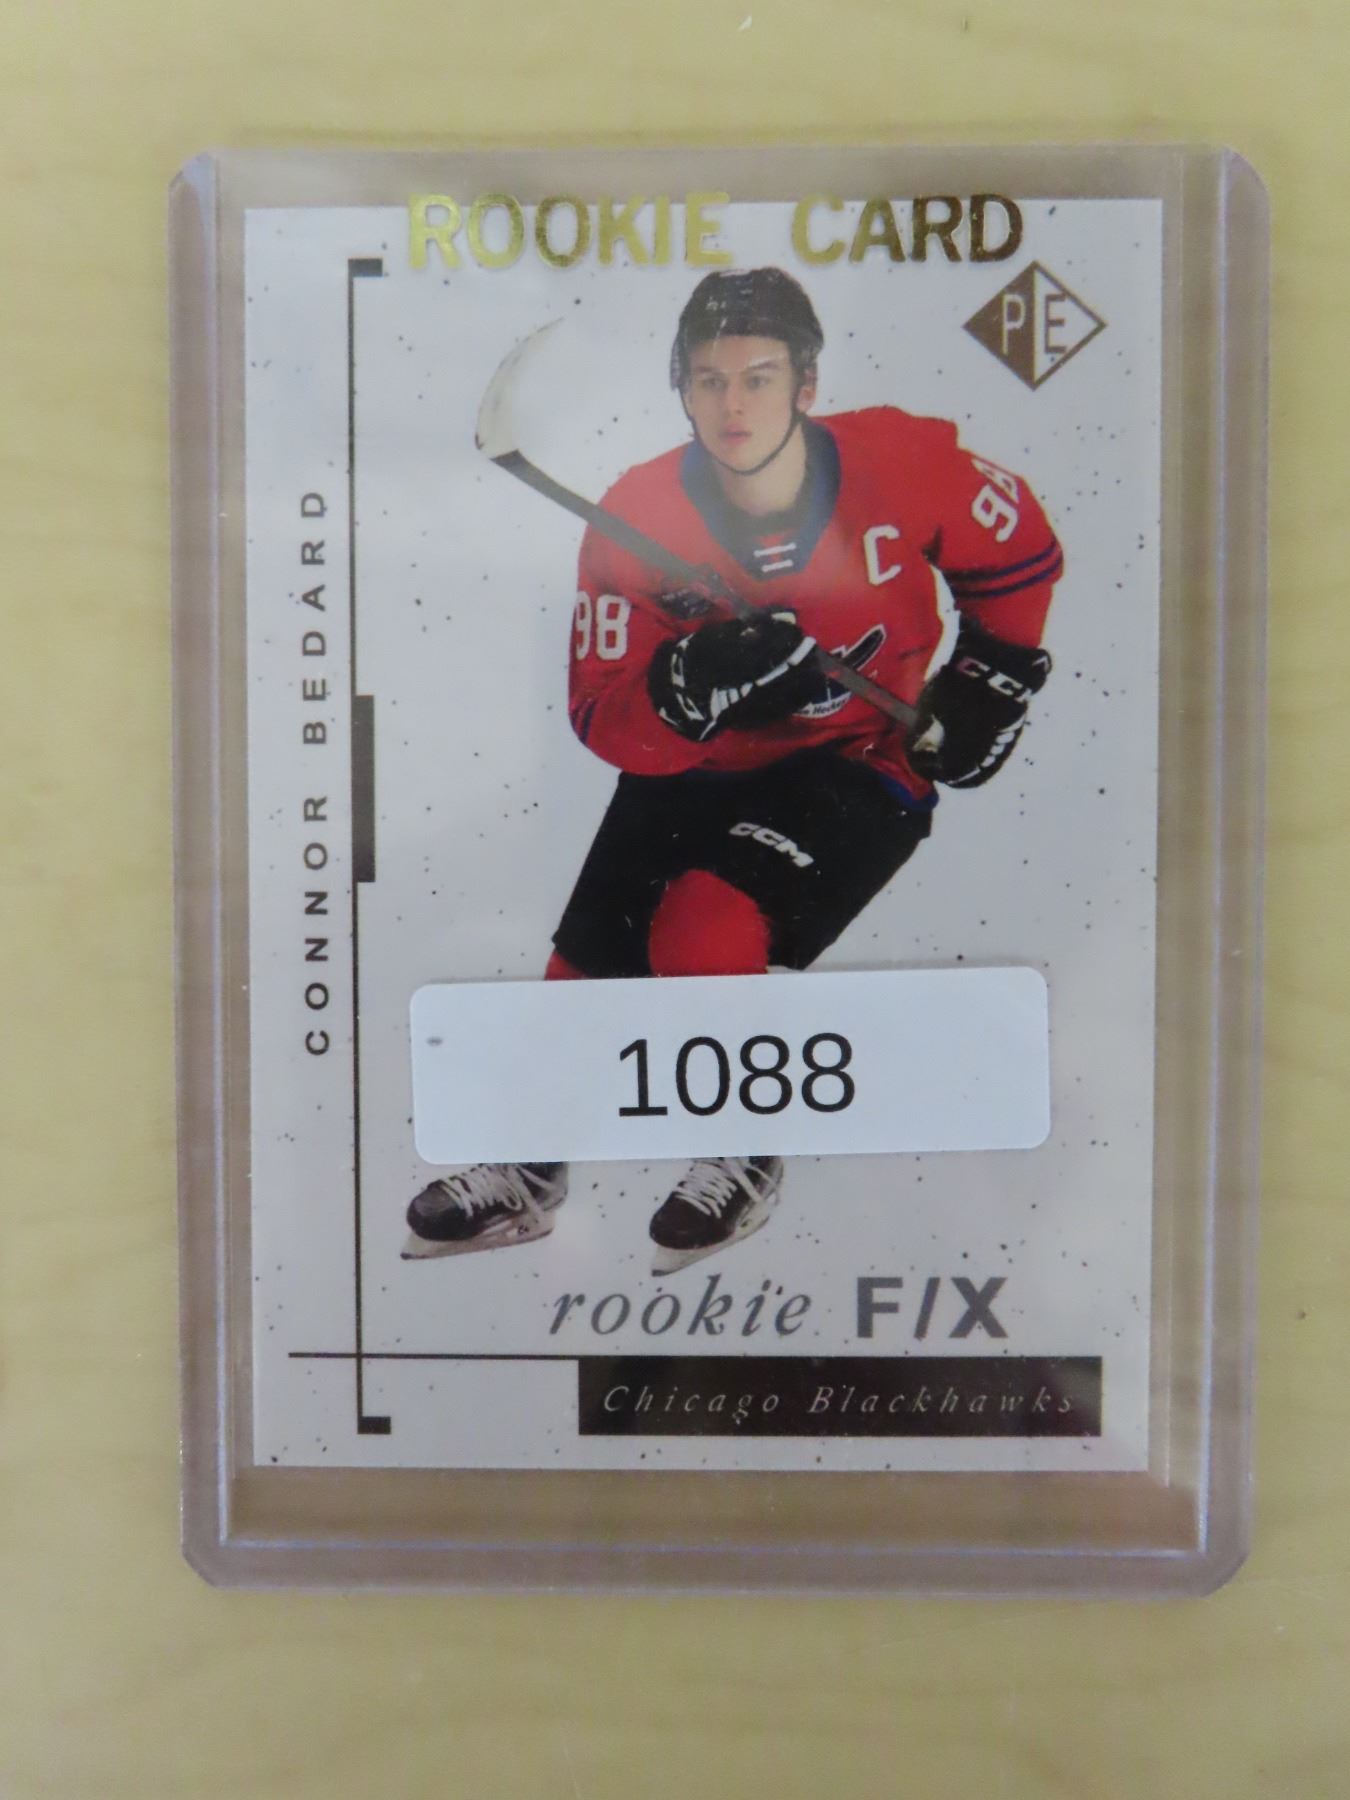 ROOKIE CARD
PE
CONNOR BEDARD
C
98
98
CCM
CCM
1088
rookie F/X
Chicago Blackhawks